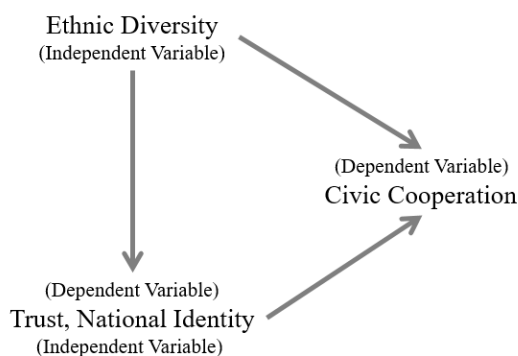 Ethnic Diversity
(Independent Variable)
(Dependent Variable)
Civic Cooperation
(Dependent Variable)
Trust, National Identity
(Independent Variable)